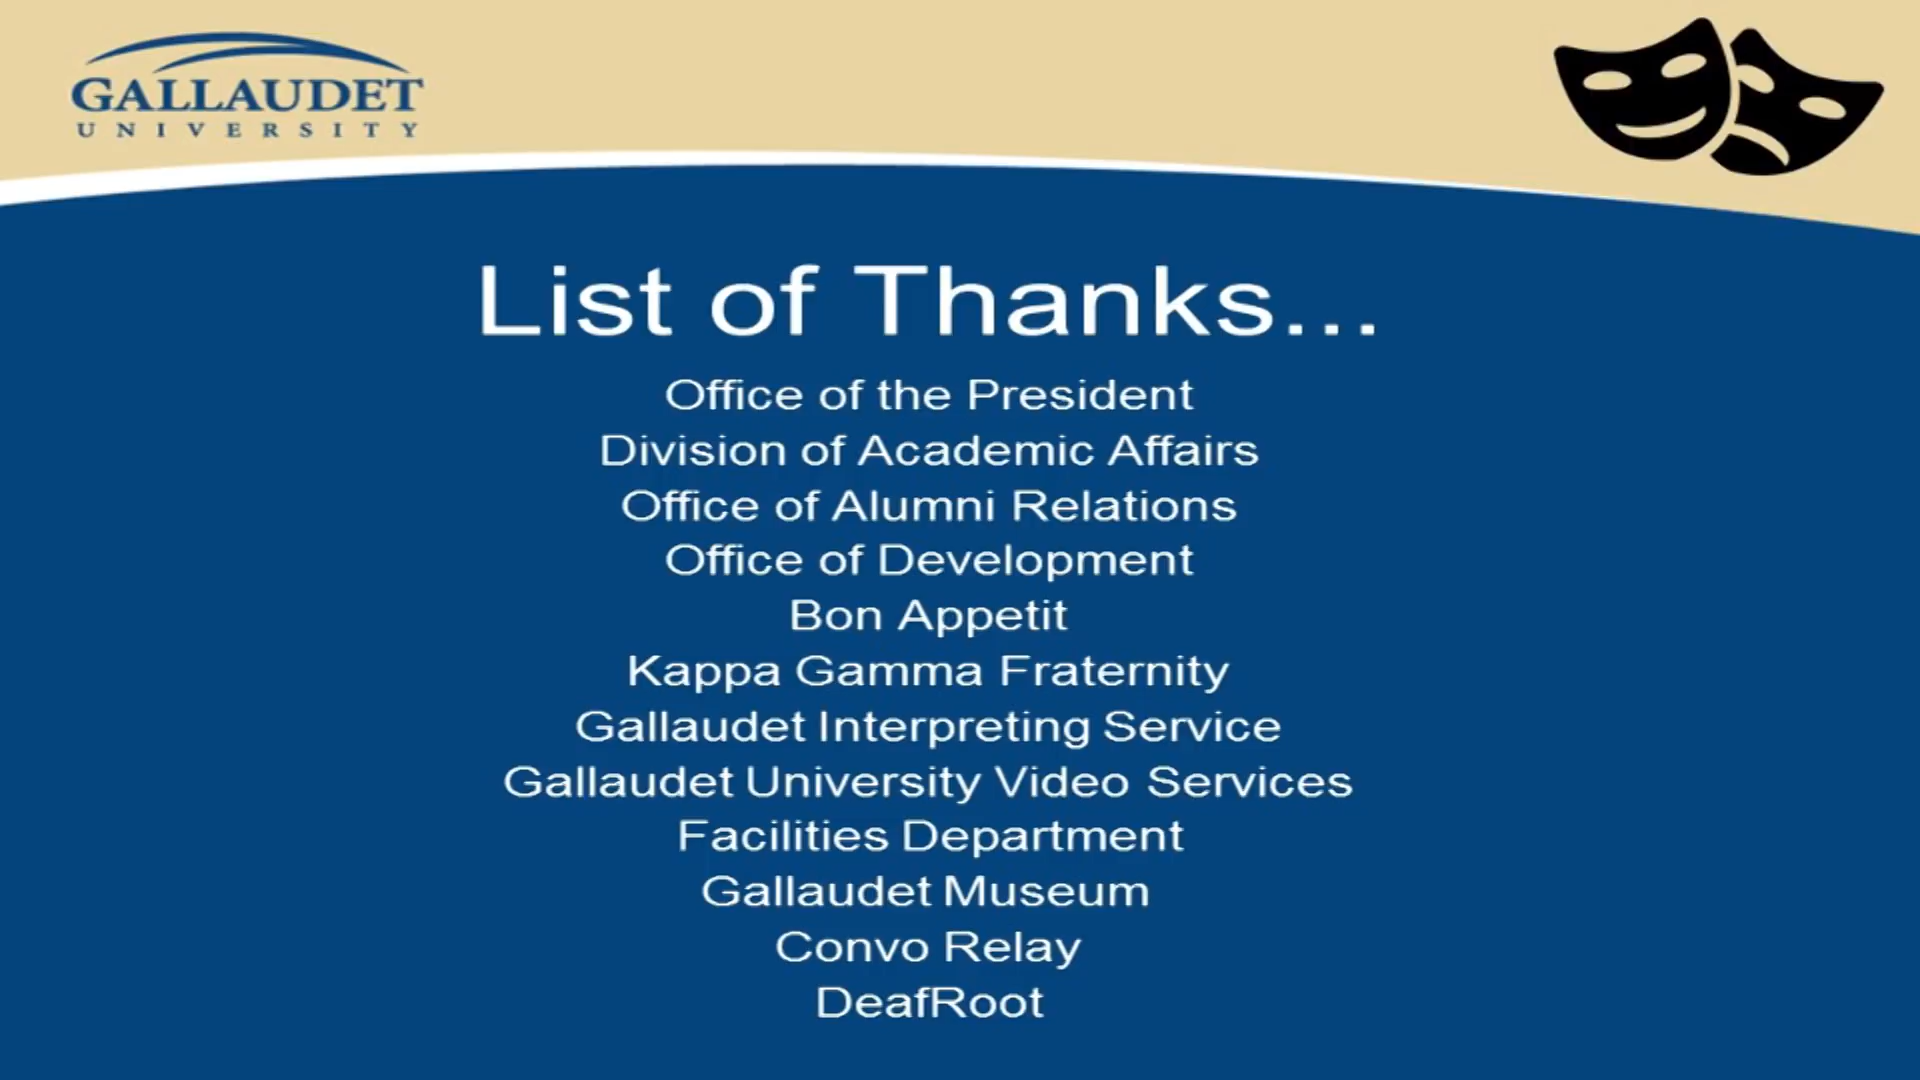 GALLAUDET
UNIVERSITY
List of Thanks...
Office of the President
Division of Academic Affairs
Office of Alumni Relations
Office of Development
Bon Appetit
Kappa Gamma Fraternity
Gallaudet Interpreting Service
Gallaudet University Video Services
Facilities Department
Gallaudet Museum
Convo Relay
DeafRoot